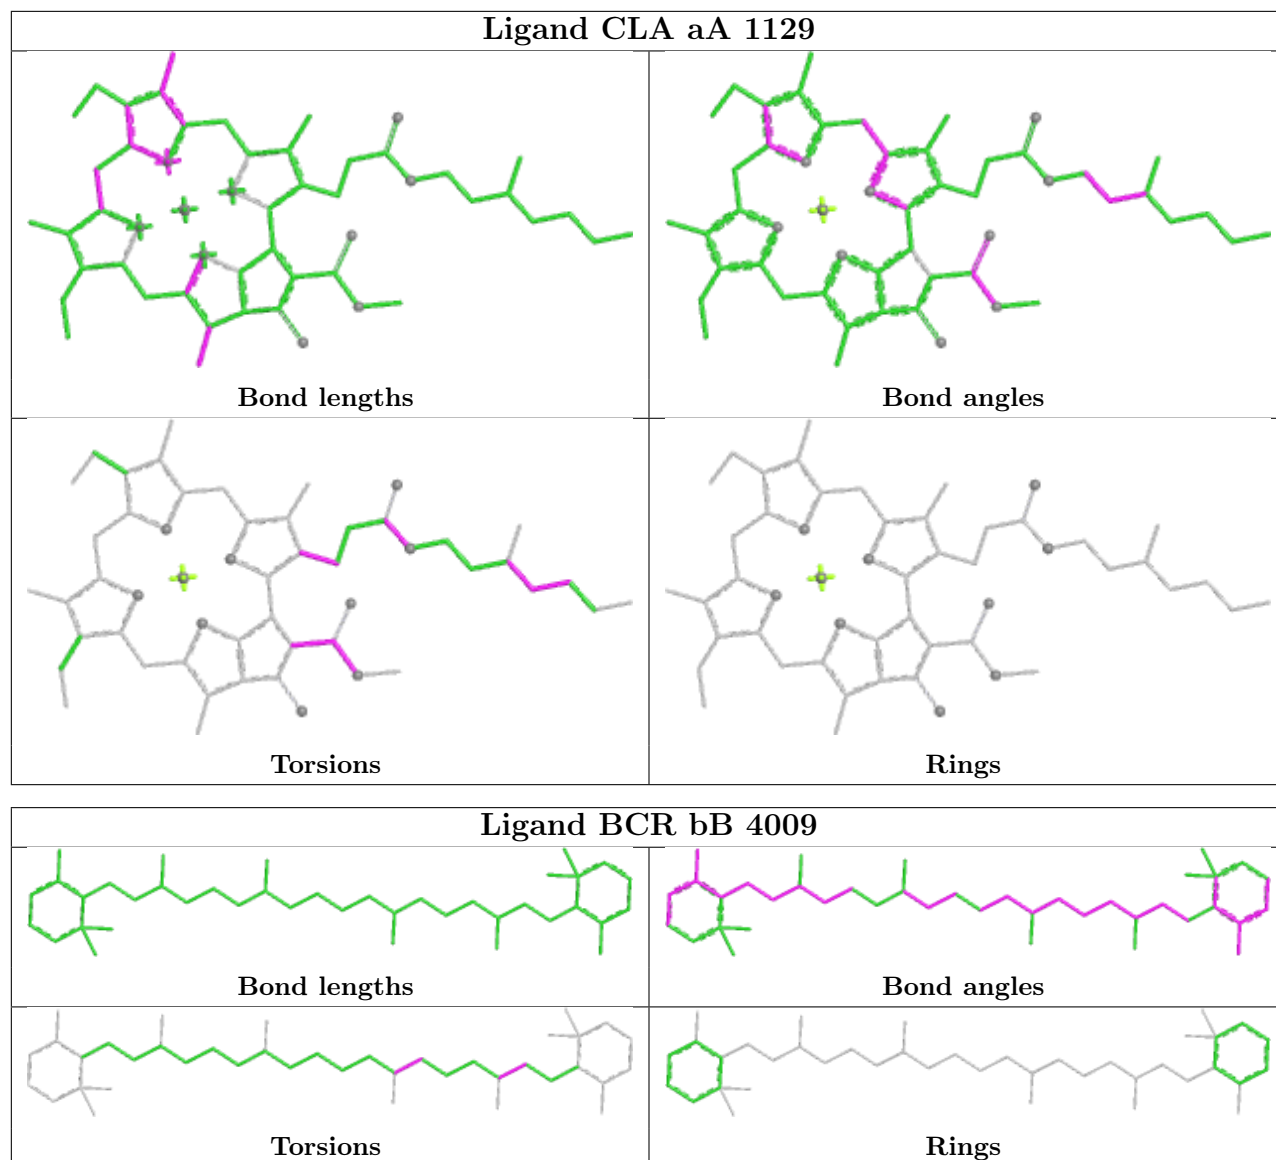 Ligand CLA aA 1129
Bond lengths
Bond angles
Torsions
Rings
Ligand BCR bB 4009
Bond lengths
Bond angles
Torsions
Rings